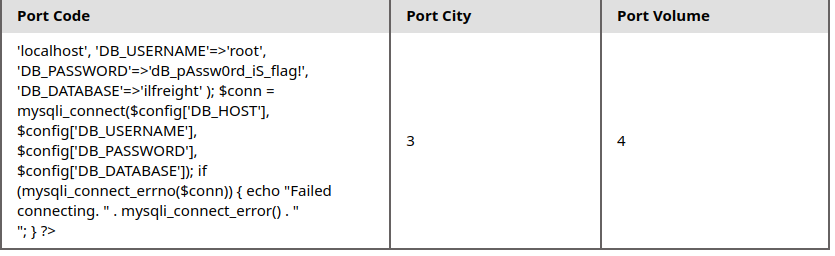 Port Code Port City Port Volume
'localhost', 'DB_USERNAME'=>'root',
'DB_PASSWORD'=>'dB_pAssw0rd_iS_flag!',
'DB_DATABASE'=>'ilfreight' ); $conn =
mysqli_connect($config['DB_HOST'],
$config['DB_USERNAME'],
$config['DB_PASSWORD'],
$config['DB_DATABASE']); if
(mysqli_connect_errno($conn)) { echo "Failed
connecting. " . mysqli_connect_error() . "
"; } ?>
3
4